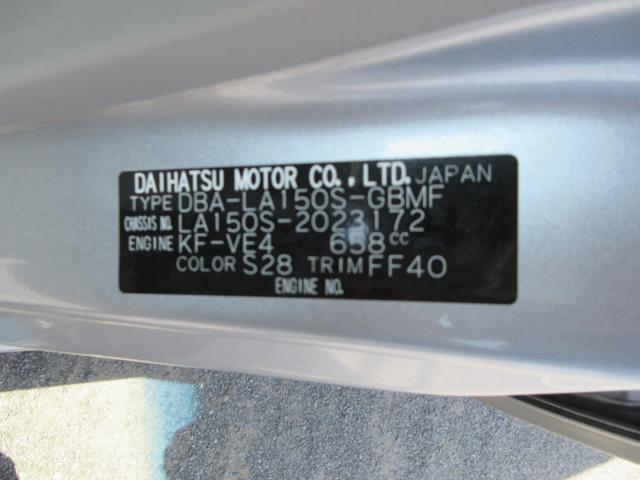 DAIHATSU MOTOR CO., LTD. JAPAN
TYPE DBA-LA150S-GBMF
CHASSIS NO. LA150S-2023172
ENGINE KF-VE4 658cc
COLOR S28 TRIM FF40
ENGINE NO.